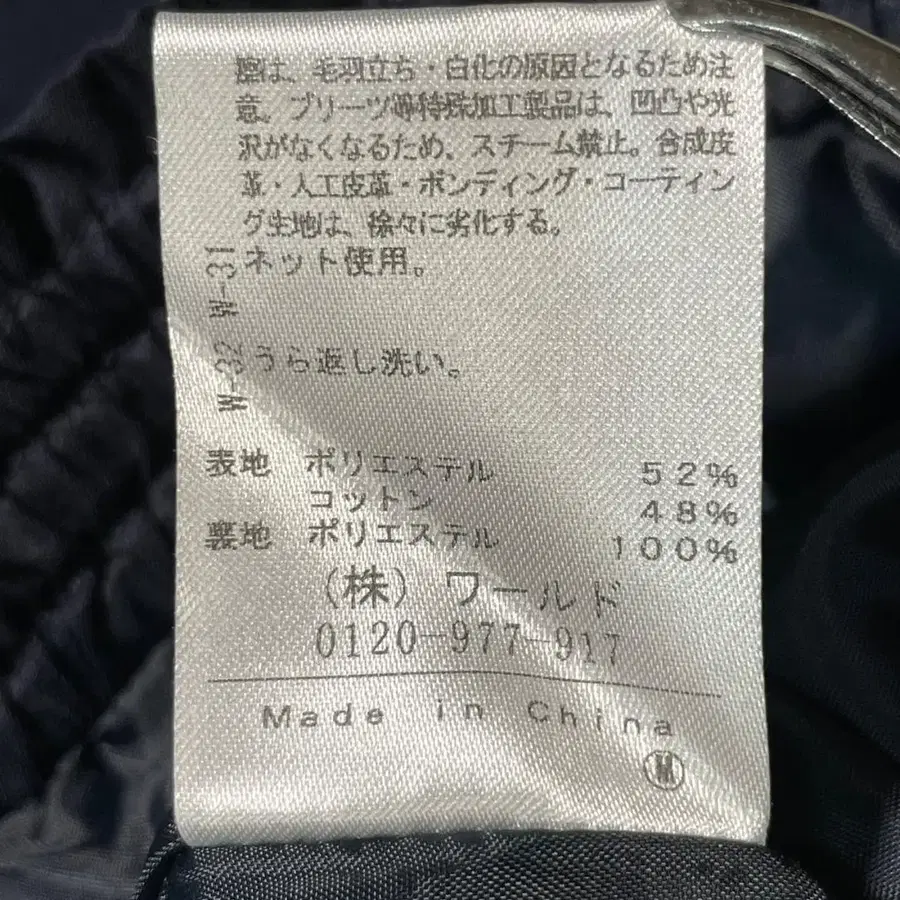 は、毛羽立ち・白化の原因となるため注
意。プリーツ等特殊加工製品は、凹凸や光
沢がなくなるため、スチーム禁止。合成皮
革・人工皮革・ボンディング・コーティン
グ生地は、徐々に劣化する。
W-31 ネット使用。
W-32 うら返し洗い。
表地 ポリエステル 52%
コットン 48%
裏地 ポリエステル 100%
(株) ワールド
0120-977-917
Made in China
M